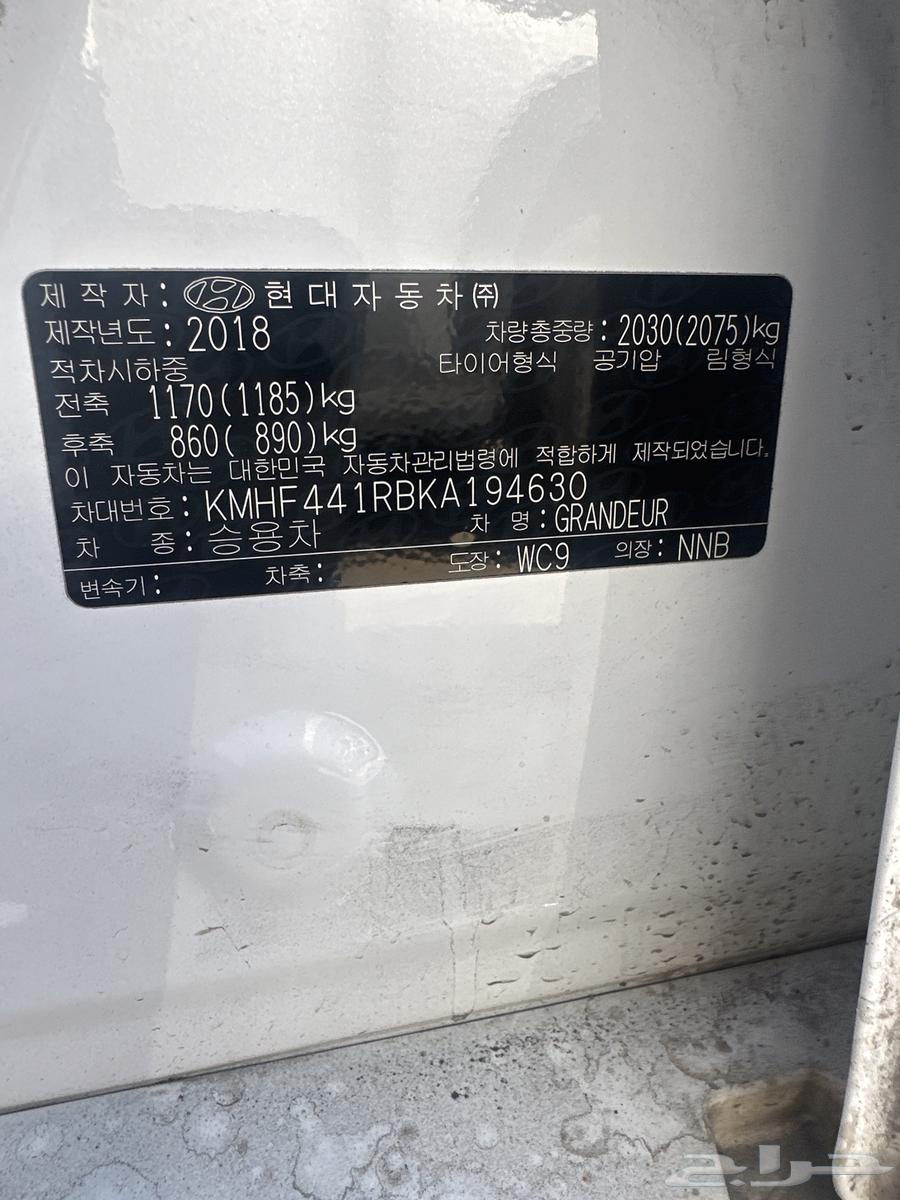 제 작 자 : 현 대 자 동 차 ㈜
제작년도 : 2018 차량총중량 : 2030(2075)kg
적차시하중 타이어형식 공기압 림형식
전축 1170(1185)kg
후축 860( 890)kg
이 자동차는 대한민국 자동차관리법령에 적합하게 제작되었습니다.
차대번호 : KMHF441RBKA194630
차 종 : 승용차 차 명 : GRANDEUR
변속기 : 차축 : 도장 : WC9 의장 : NNB
حراج